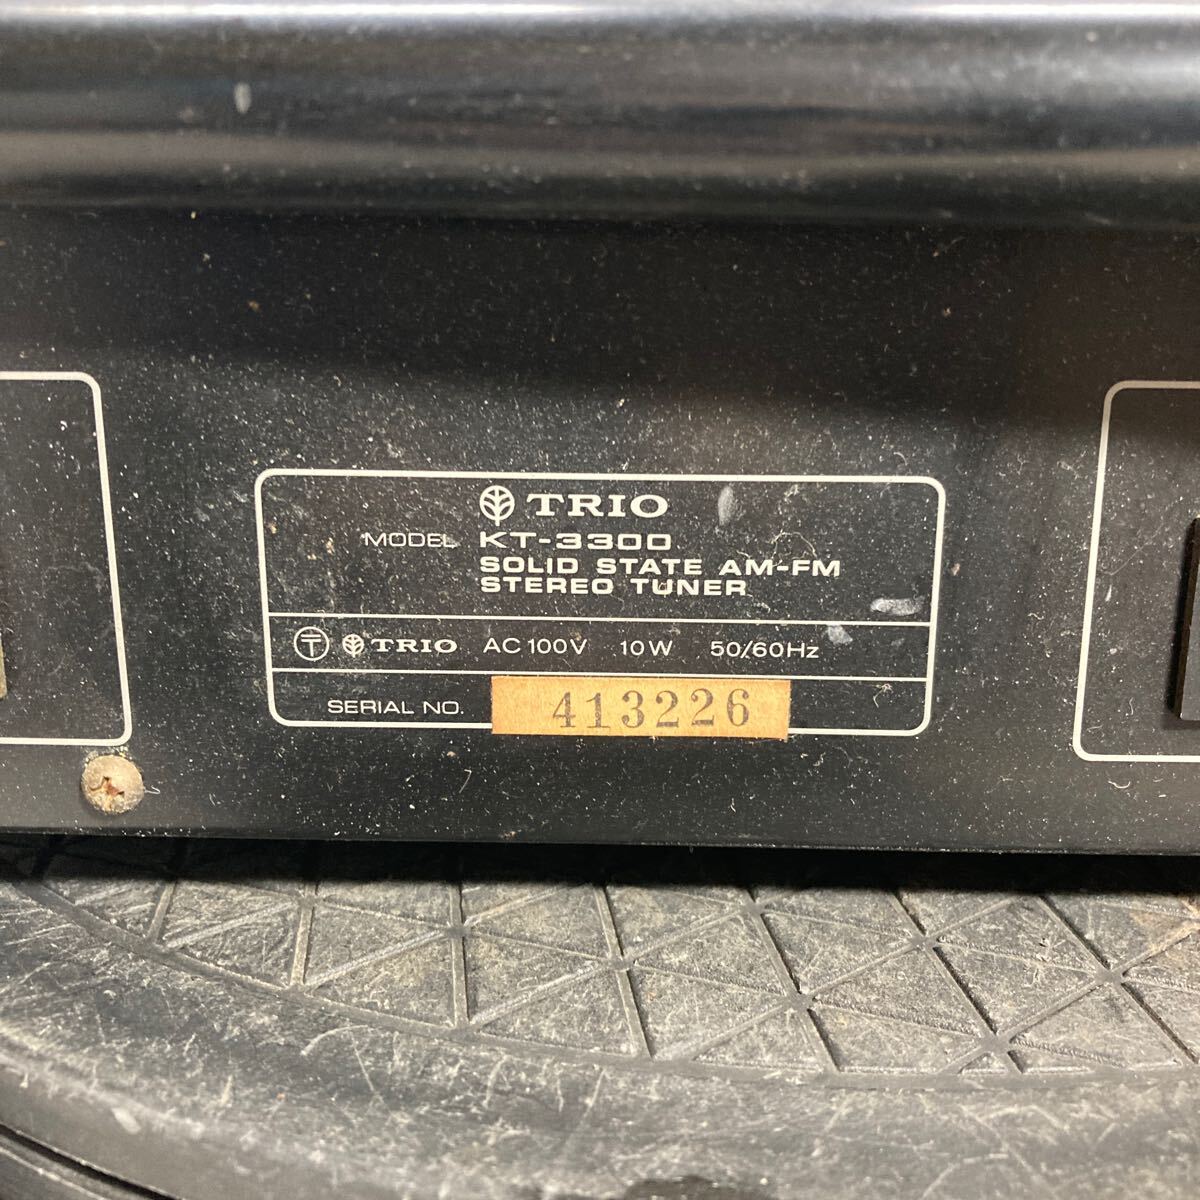 TRIO
MODEL KT-3300
SOLID STATE AM-FM
STEREO TUNER
〒 TRIO AC 100V 10W 50/60Hz
SERIAL NO. 413226